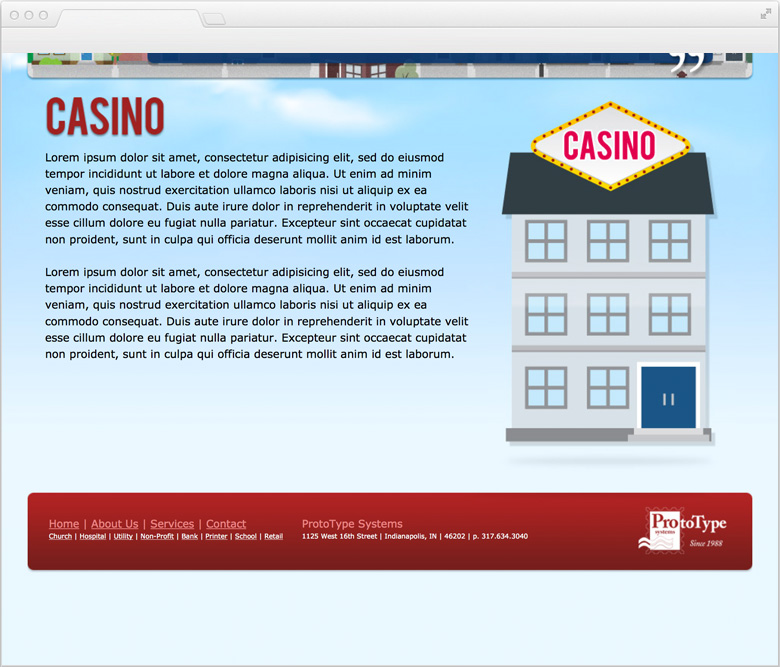 ”
CASINO
CASINO
Lorem ipsum dolor sit amet, consectetur adipisicing elit, sed do eiusmod
tempor incididunt ut labore et dolore magna aliqua. Ut enim ad minim
veniam, quis nostrud exercitation ullamco laboris nisi ut aliquip ex ea
commodo consequat. Duis aute irure dolor in reprehenderit in voluptate velit
esse cillum dolore eu fugiat nulla pariatur. Excepteur sint occaecat cupidatat
non proident, sunt in culpa qui officia deserunt mollit anim id est laborum.
Lorem ipsum dolor sit amet, consectetur adipisicing elit, sed do eiusmod
tempor incididunt ut labore et dolore magna aliqua. Ut enim ad minim
veniam, quis nostrud exercitation ullamco laboris nisi ut aliquip ex ea
commodo consequat. Duis aute irure dolor in reprehenderit in voluptate velit
esse cillum dolore eu fugiat nulla pariatur. Excepteur sint occaecat cupidatat
non proident, sunt in culpa qui officia deserunt mollit anim id est laborum.
Home | About Us | Services | Contact
Church | Hospital | Utility | Non-Profit | Bank | Printer | School | Retail
ProtoType Systems
1125 West 16th Street | Indianapolis, IN | 46202 | p. 317.634.3040
ProtoType
systems
Since 1988